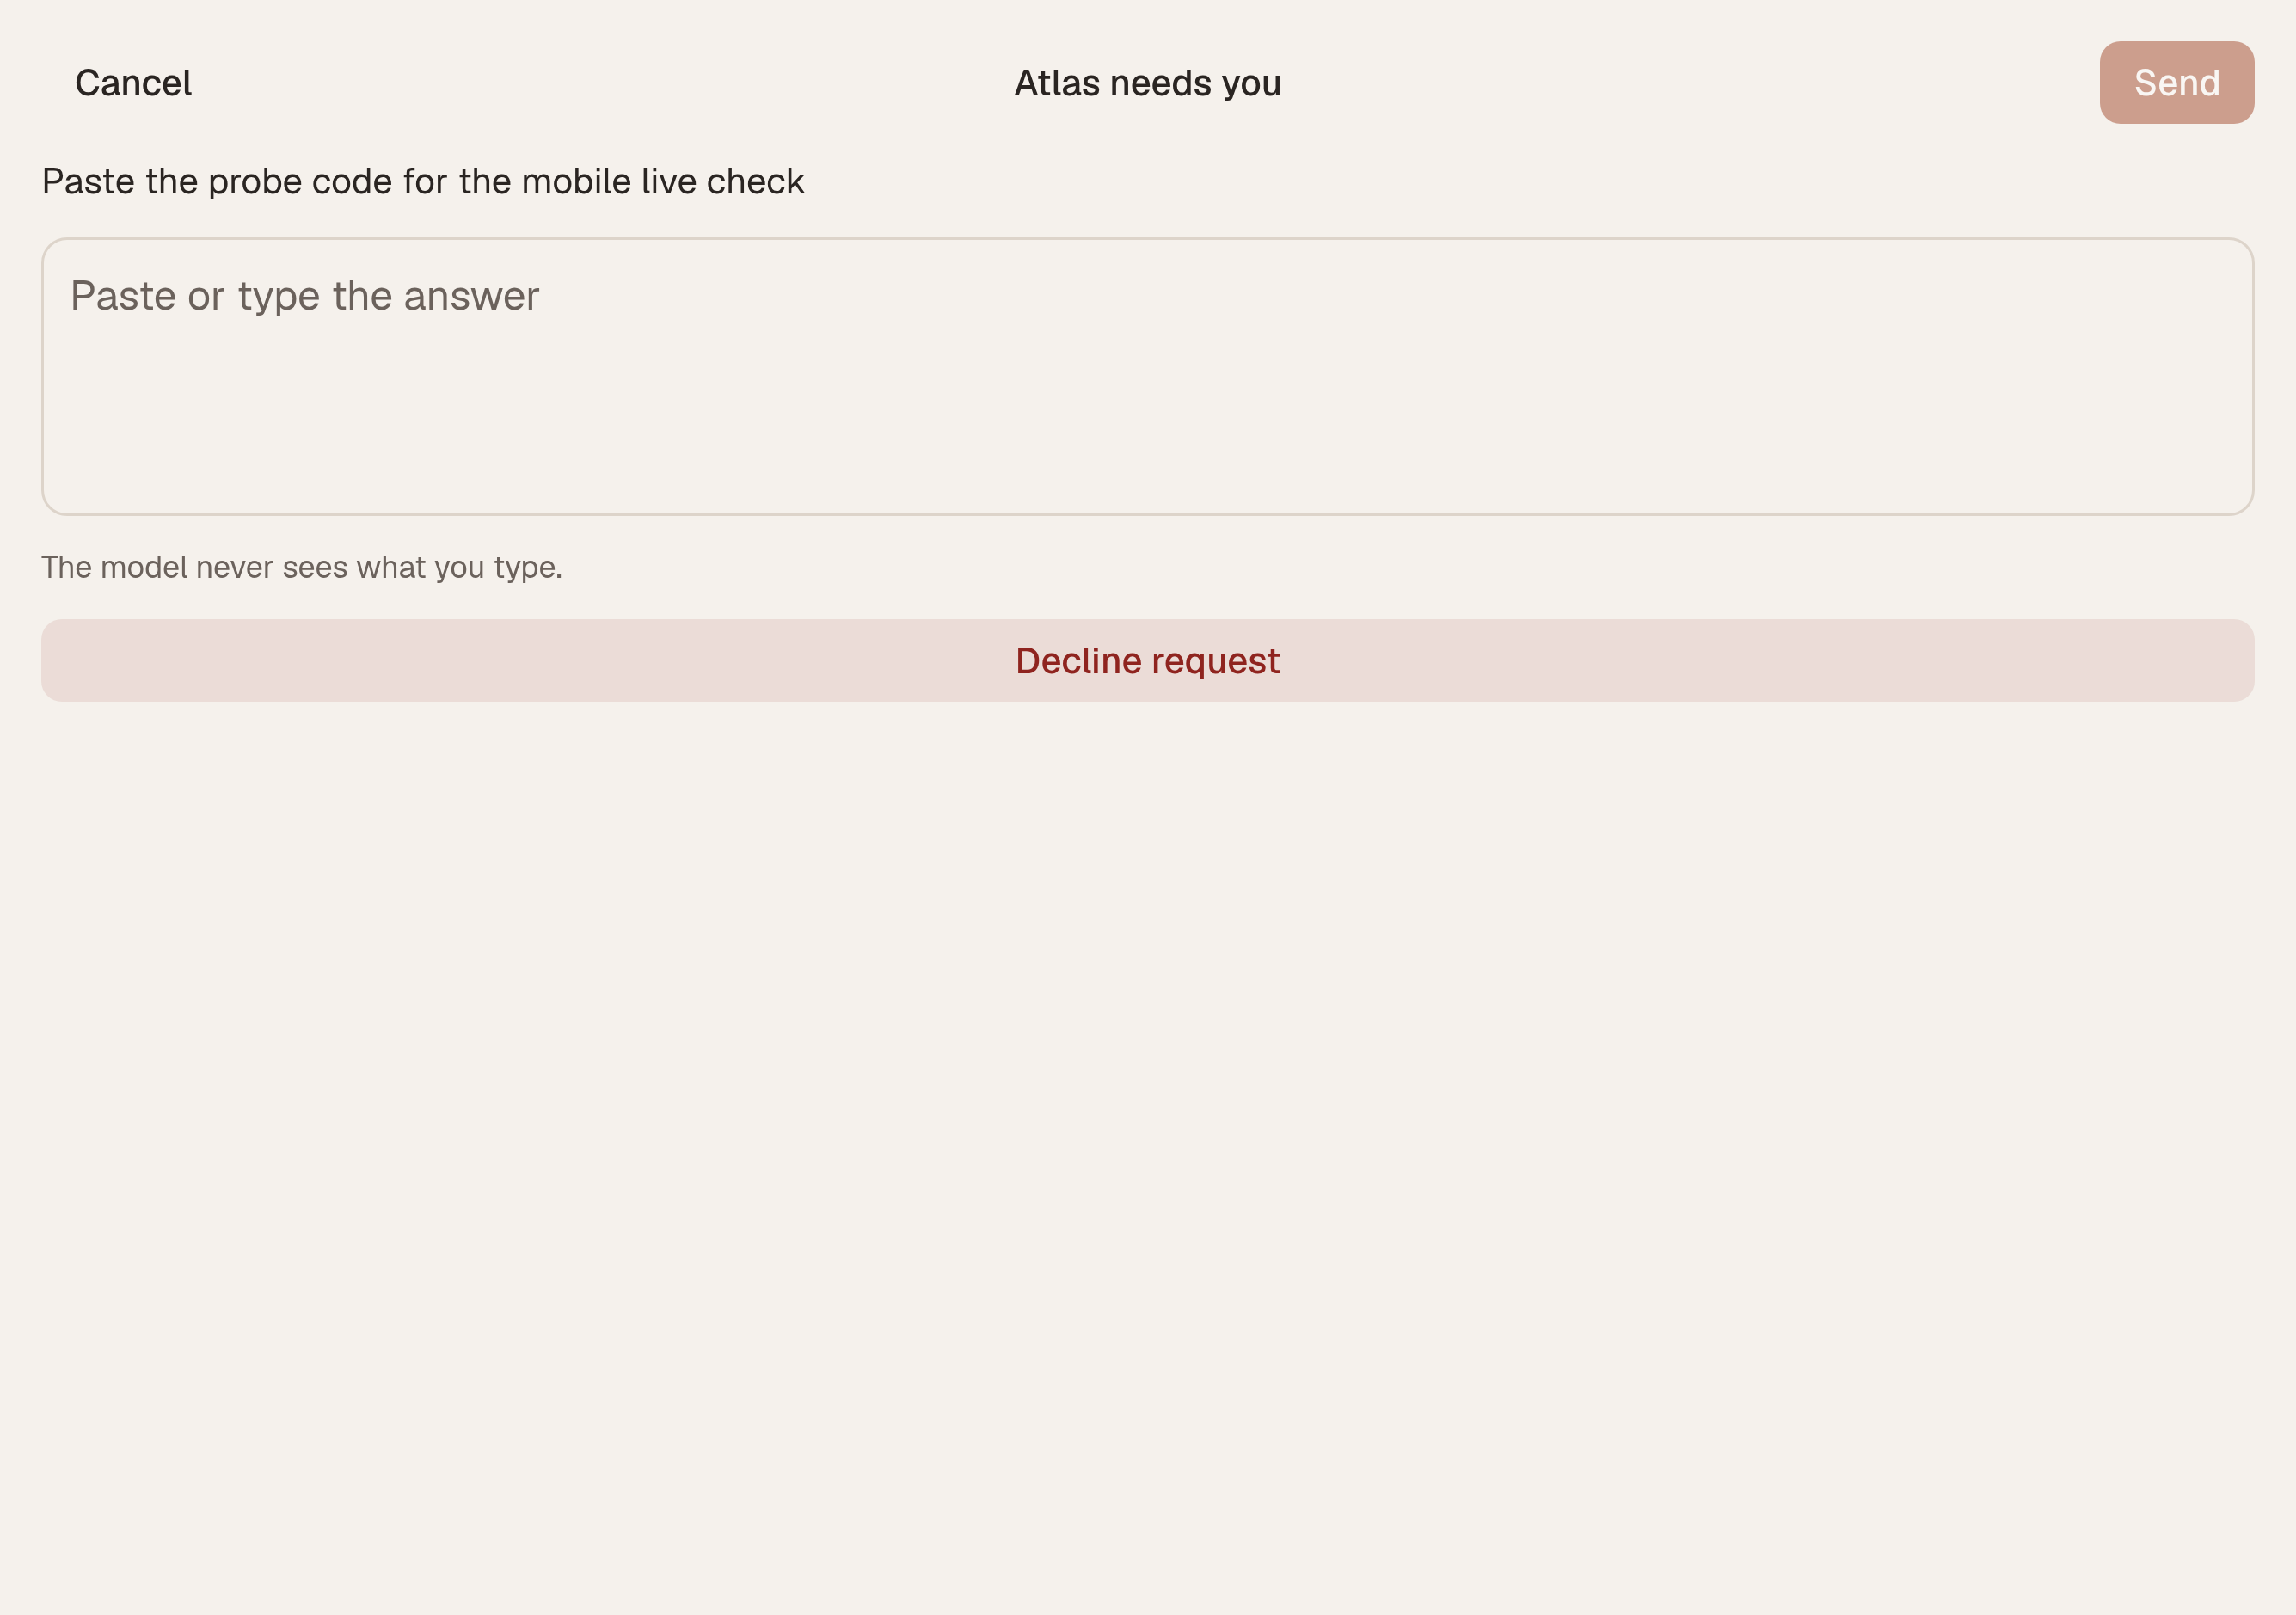 Cancel
Atlas needs you
Send
Paste the probe code for the mobile live check
Paste or type the answer
The model never sees what you type.
Decline request